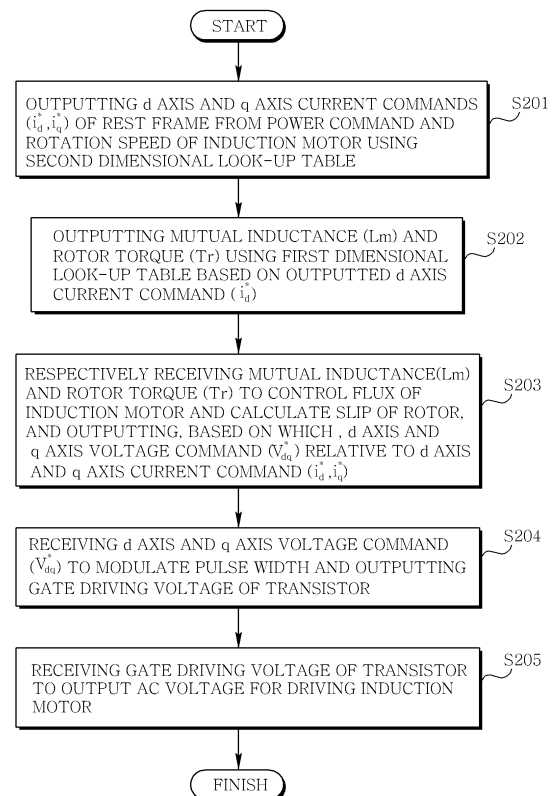 START
OUTPUTTING d AXIS AND q AXIS CURRENT COMMANDS
(i*d,i*q) OF REST FRAME FROM POWER COMMAND AND
ROTATION SPEED OF INDUCTION MOTOR USING
SECOND DIMENSIONAL LOOK-UP TABLE
S201
OUTPUTTING MUTUAL INDUCTANCE (Lm) AND
ROTOR TORQUE (Tr) USING FIRST DIMENSIONAL
LOOK-UP TABLE BASED ON OUTPUTTED d AXIS
CURRENT COMMAND (i*d)
S202
RESPECTIVELY RECEIVING MUTUAL INDUCTANCE(Lm)
AND ROTOR TORQUE (Tr) TO CONTROL FLUX OF
INDUCTION MOTOR AND CALCULATE SLIP OF ROTOR,
AND OUTPUTTING, BASED ON WHICH , d AXIS AND
q AXIS VOLTAGE COMMAND (V*dq) RELATIVE TO d AXIS
AND q AXIS CURRENT COMMAND (i*d,i*q)
S203
RECEIVING d AXIS AND q AXIS VOLTAGE COMMAND
(V*dq) TO MODULATE PULSE WIDTH AND OUTPUTTING
GATE DRIVING VOLTAGE OF TRANSISTOR
S204
RECEIVING GATE DRIVING VOLTAGE OF TRANSISTOR
TO OUTPUT AC VOLTAGE FOR DRIVING INDUCTION
MOTOR
S205
FINISH